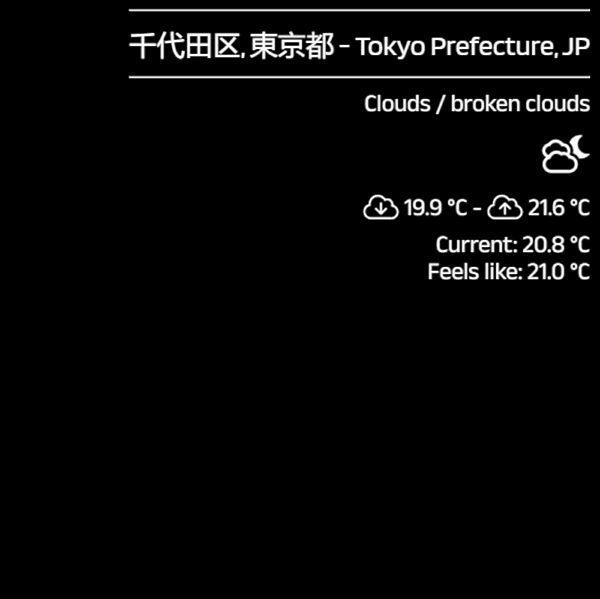 千代田区, 東京都 - Tokyo Prefecture, JP
Clouds / broken clouds
19.9 °C - 21.6 °C
Current: 20.8 °C
Feels like: 21.0 °C